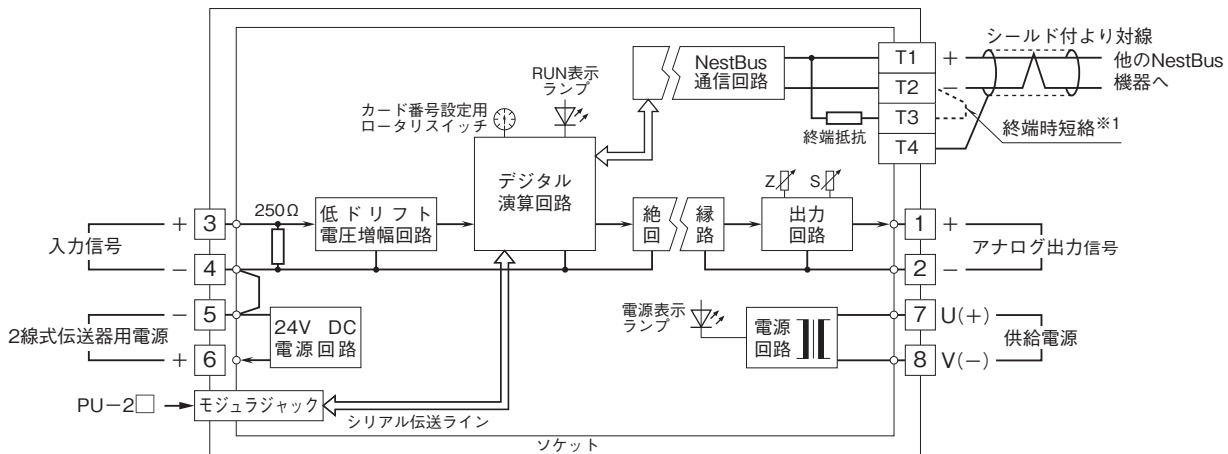 シールド付より対線
T1
+
他のNestBus
機器へ
NestBus
通信回路
T2
−
RUN表示
ランプ
カード番号設定用
ロータリスイッチ
T3
終端抵抗
終端時短絡※1
T4
デジタル
演算回路
Z
S
250Ω
低ドリフト
電圧増幅回路
絶
回
縁
路
出力
回路
+
3
入力信号
−
4
1
+
アナログ出力信号
2
−
−
5
2線式伝送器用電源
+
6
24V DC
電源回路
電源表示
ランプ
電源
回路
7
U(+)
供給電源
8
V(−)
PU−2□
モジュラジャック
シリアル伝送ライン
ソケット